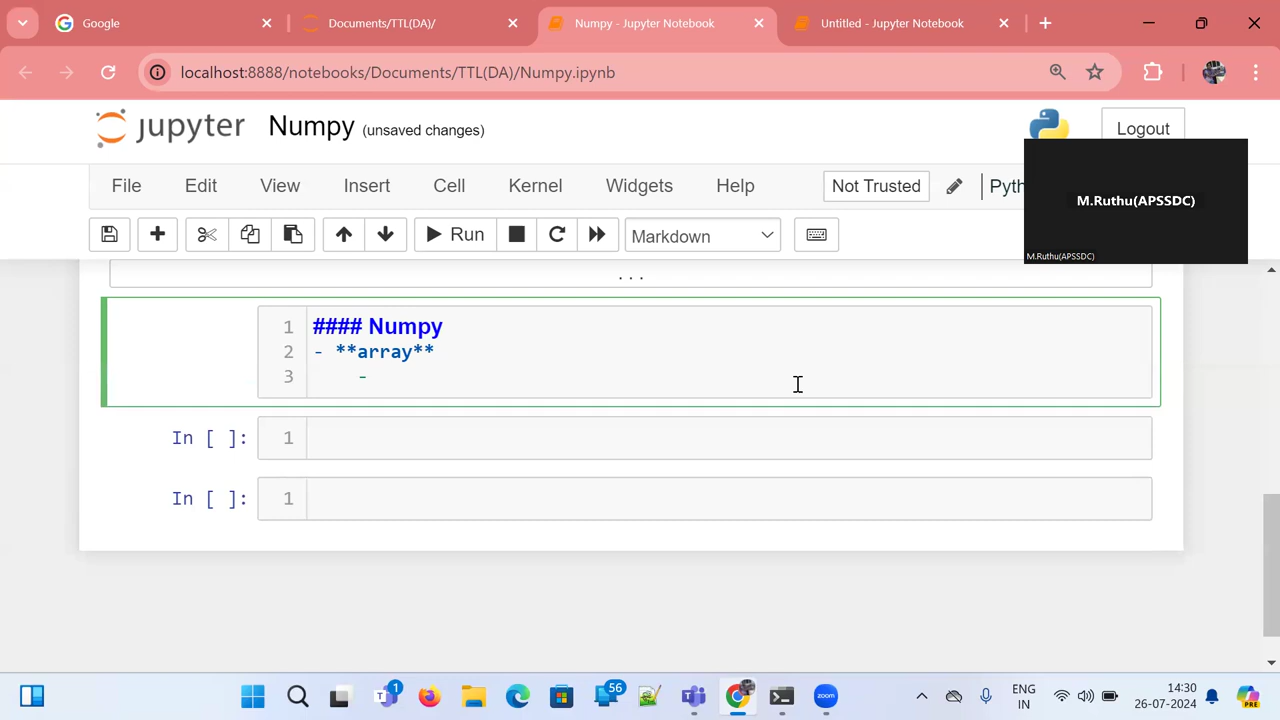 Google
Documents/TTL(DA)/
Numpy - Jupyter Notebook
Untitled - Jupyter Notebook
localhost:8888/notebooks/Documents/TTL(DA)/Numpy.ipynb
jupyter Numpy (unsaved changes)
Logout
File Edit View Insert Cell Kernel Widgets Help
Not Trusted
Pyth
Run
Markdown
M.Ruthu(APSSDC)
M.Ruthu(APSSDC)
...
1 #### Numpy
2 - **array**
3 -
In [ ]: 1
In [ ]: 1
1
56
ENG
IN
14:30
26-07-2024
zoom
PRE